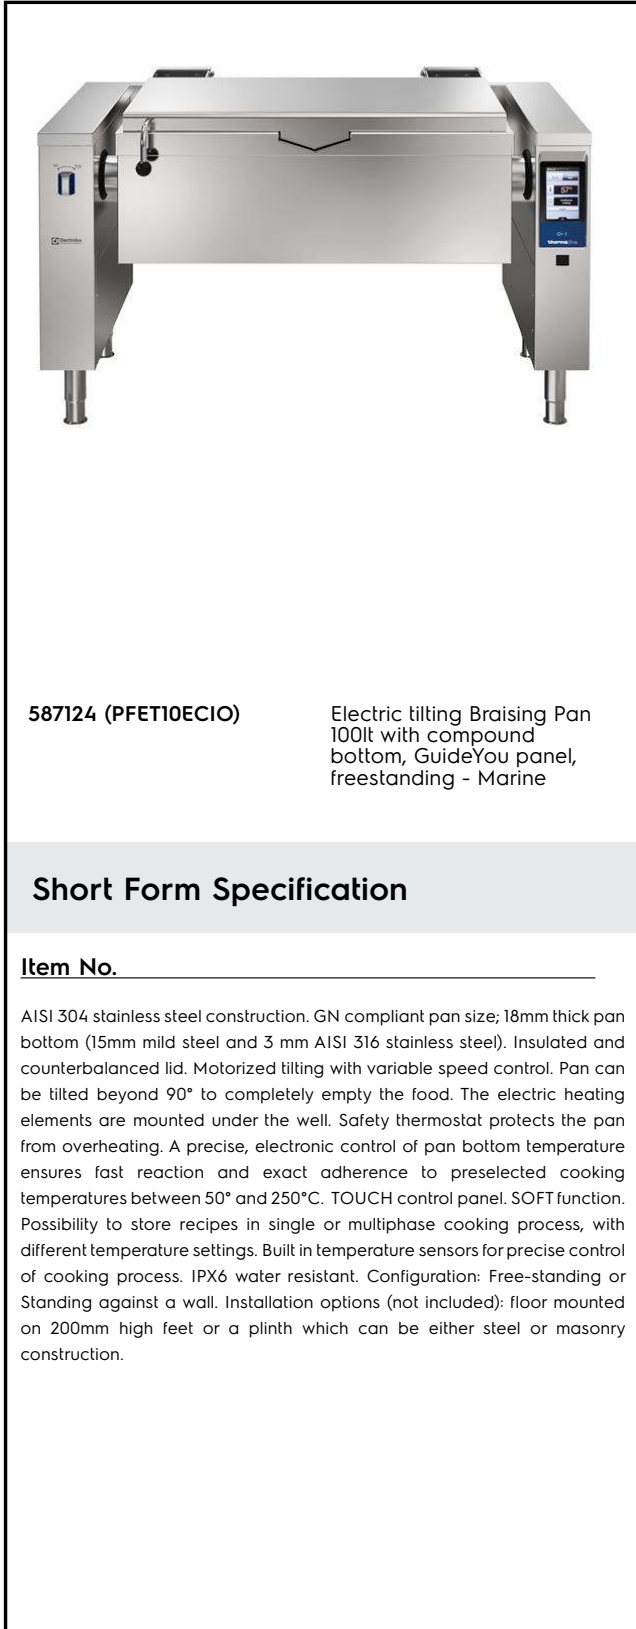 Electrolux
57°
thermaline
587124 (PFET10ECIO)
Electric tilting Braising Pan
100lt with compound
bottom, GuideYou panel,
freestanding - Marine
Short Form Specification
Item No.
AISI 304 stainless steel construction. GN compliant pan size; 18mm thick pan
bottom (15mm mild steel and 3 mm AISI 316 stainless steel). Insulated and
counterbalanced lid. Motorized tilting with variable speed control. Pan can
be tilted beyond 90° to completely empty the food. The electric heating
elements are mounted under the well. Safety thermostat protects the pan
from overheating. A precise, electronic control of pan bottom temperature
ensures fast reaction and exact adherence to preselected cooking
temperatures between 50° and 250°C. TOUCH control panel. SOFT function.
Possibility to store recipes in single or multiphase cooking process, with
different temperature settings. Built in temperature sensors for precise control
of cooking process. IPX6 water resistant. Configuration: Free-standing or
Standing against a wall. Installation options (not included): floor mounted
on 200mm high feet or a plinth which can be either steel or masonry
construction.